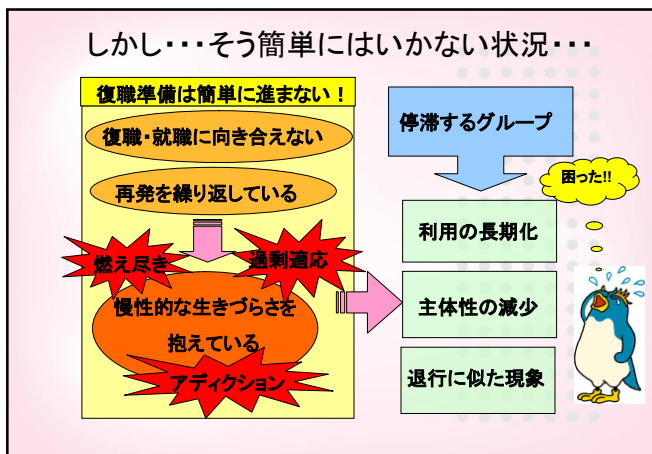 しかし・・・そう簡単にはいかない状況・・・
復職準備は簡単に進まない！
復職・就職に向き合えない
再発を繰り返している
燃え尽き
過剰適応
慢性的な生きづらさを
抱えている
アディクション
停滞するグループ
困った!!
利用の長期化
主体性の減少
退行に似た現象